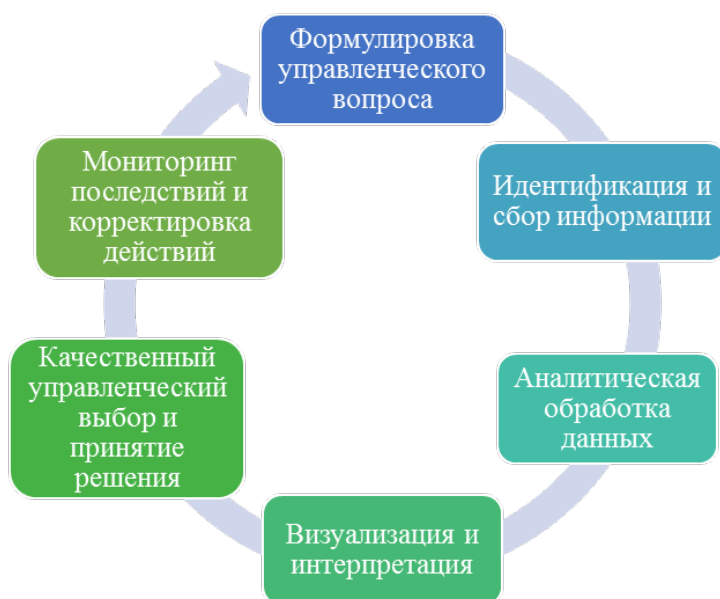 Формулировка
управленческого
вопроса
Идентификация и
сбор информации
Аналитическая
обработка
данных
Визуализация и
интерпретация
Качественный
управленческий
выбор и
принятие
решения
Мониторинг
последствий и
корректировка
действий